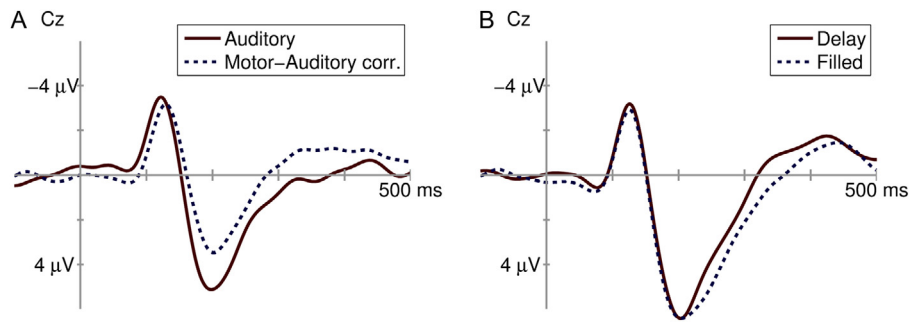 A Cz
Auditory
Motor−Auditory corr.
−4 µV
4 µV
500 ms
B Cz
Delay
Filled
−4 µV
4 µV
500 ms